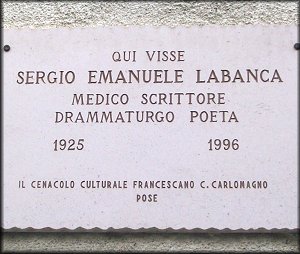 QUI VISSE
SERGIO EMANUELE LABANCA
MEDICO SCRITTORE
DRAMMATURGO POETA
1925 1996
IL CENACOLO CULTURALE FRANCESCANO C. CARLOMAGNO
POSE